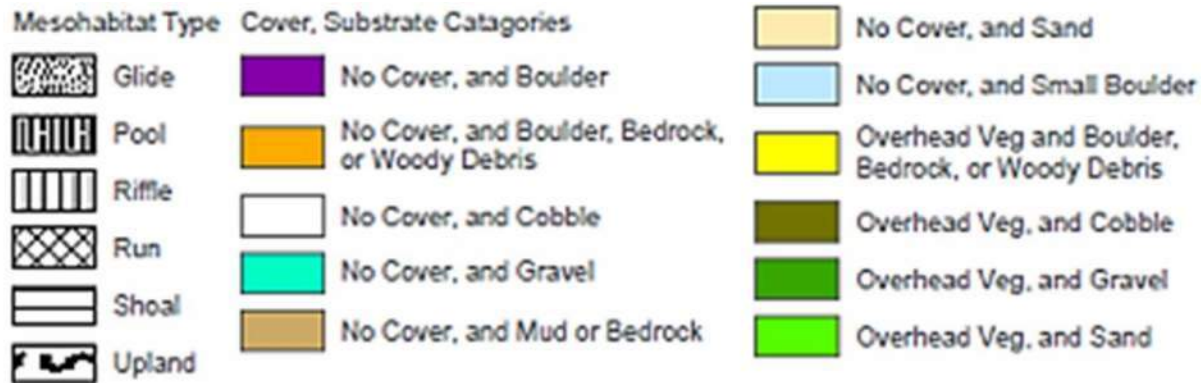 Mesohabitat Type
Glide
Pool
Riffle
Run
Shoal
Upland
Cover, Substrate Catagories
No Cover, and Boulder
No Cover, and Boulder, Bedrock,
or Woody Debris
No Cover, and Cobble
No Cover, and Gravel
No Cover, and Mud or Bedrock
No Cover, and Sand
No Cover, and Small Boulder
Overhead Veg and Boulder,
Bedrock, or Woody Debris
Overhead Veg, and Cobble
Overhead Veg, and Gravel
Overhead Veg, and Sand